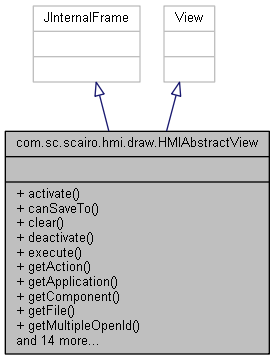 JInternalFrame
View
com.sc.scairo.hmi.draw.HMIAbstractView
+ activate()
+ canSaveTo()
+ clear()
+ deactivate()
+ execute()
+ getAction()
+ getApplication()
+ getComponent()
+ getFile()
+ getMultipleOpenId()
and 14 more...